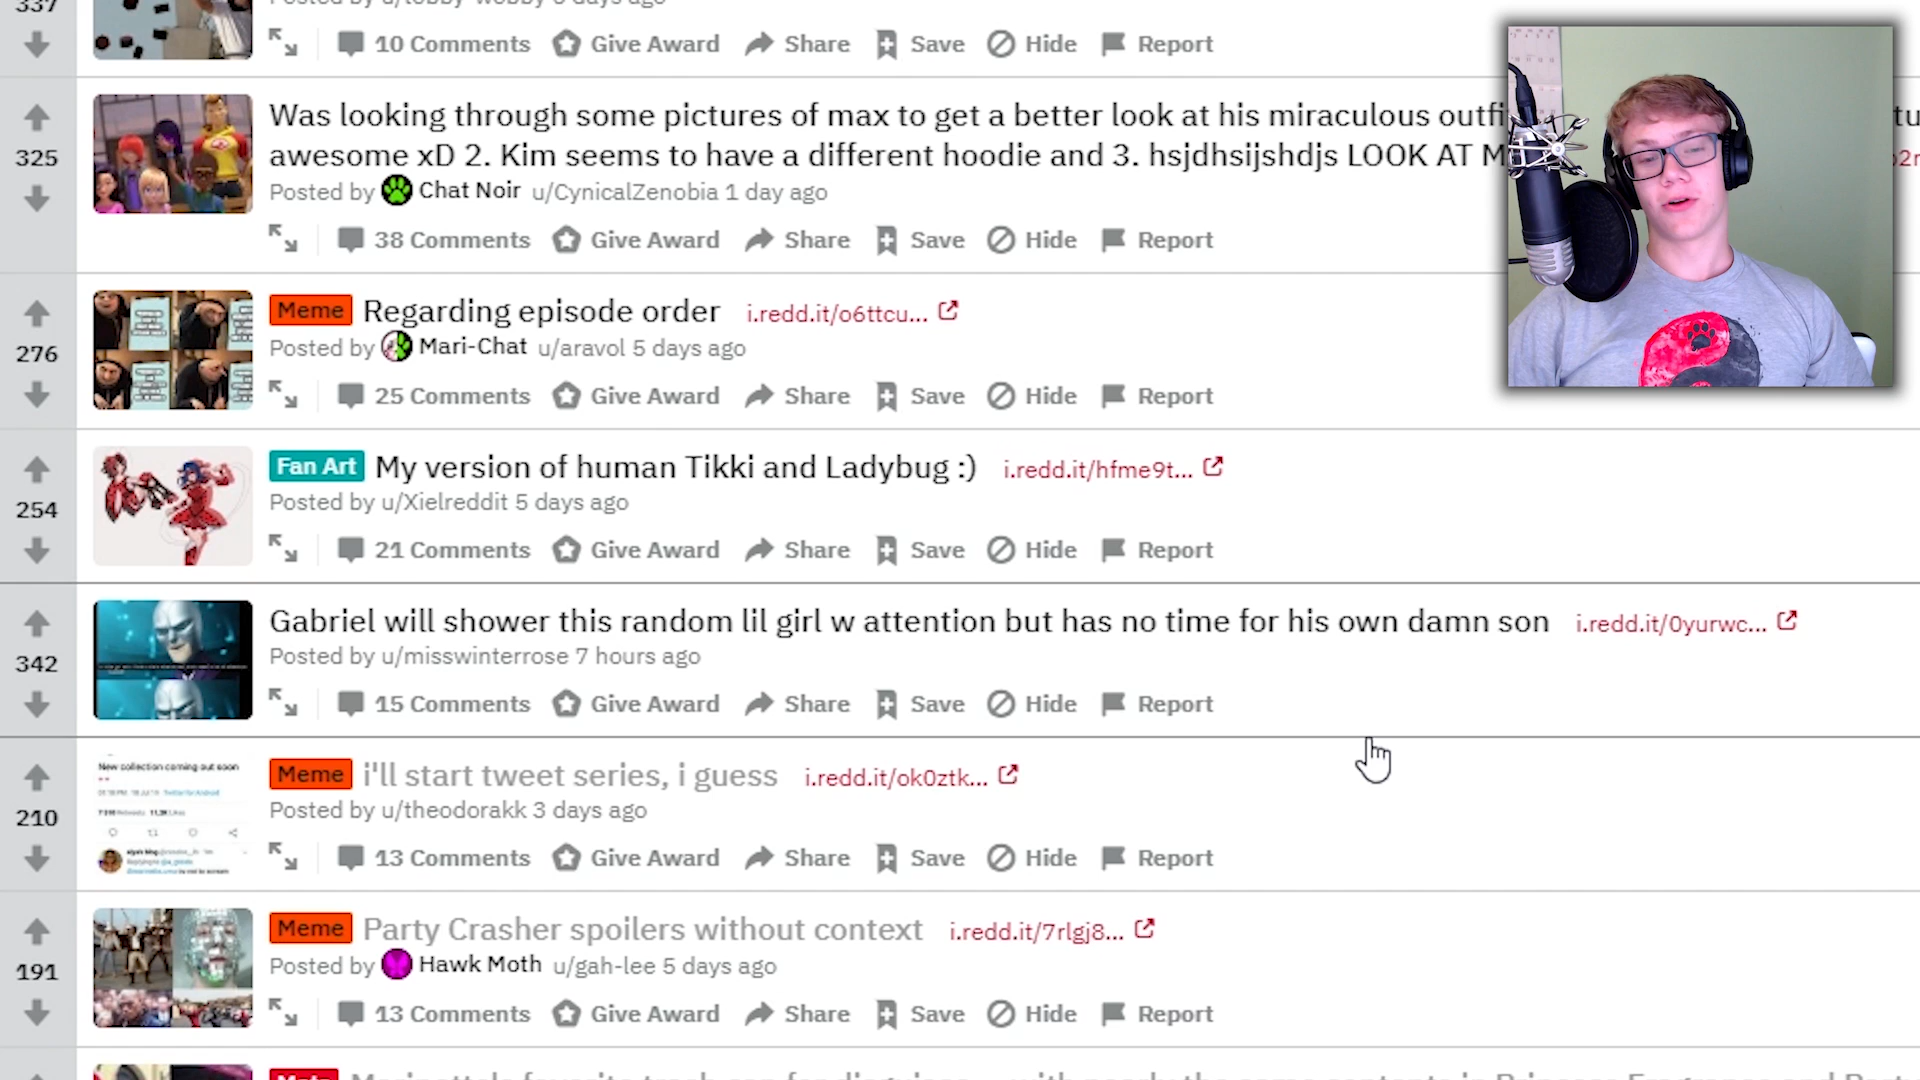 337
10 Comments Give Award Share Save Hide Report
Was looking through some pictures of max to get a better look at his miraculous outfi
325
awesome xD 2. Kim seems to have a different hoodie and 3. hsjdhsijshdjs LOOK AT M
Posted by Chat Noir u/CynicalZenobia 1 day ago
38 Comments Give Award Share Save Hide Report
Meme Regarding episode order i.redd.it/o6ttcu...
276
Posted by Mari-Chat u/aravol 5 days ago
25 Comments Give Award Share Save Hide Report
Fan Art My version of human Tikki and Ladybug :) i.redd.it/hfme9t...
254
Posted by u/Xielreddit 5 days ago
21 Comments Give Award Share Save Hide Report
Gabriel will shower this random lil girl w attention but has no time for his own damn son i.redd.it/0yurwc...
342
Posted by u/misswinterrose 7 hours ago
15 Comments Give Award Share Save Hide Report
New collection coming out soon
Meme i'll start tweet series, i guess i.redd.it/ok0ztk...
210
Posted by u/theodorakk 3 days ago
13 Comments Give Award Share Save Hide Report
Meme Party Crasher spoilers without context i.redd.it/7rlgj8...
191
Posted by Hawk Moth u/gah-lee 5 days ago
13 Comments Give Award Share Save Hide Report